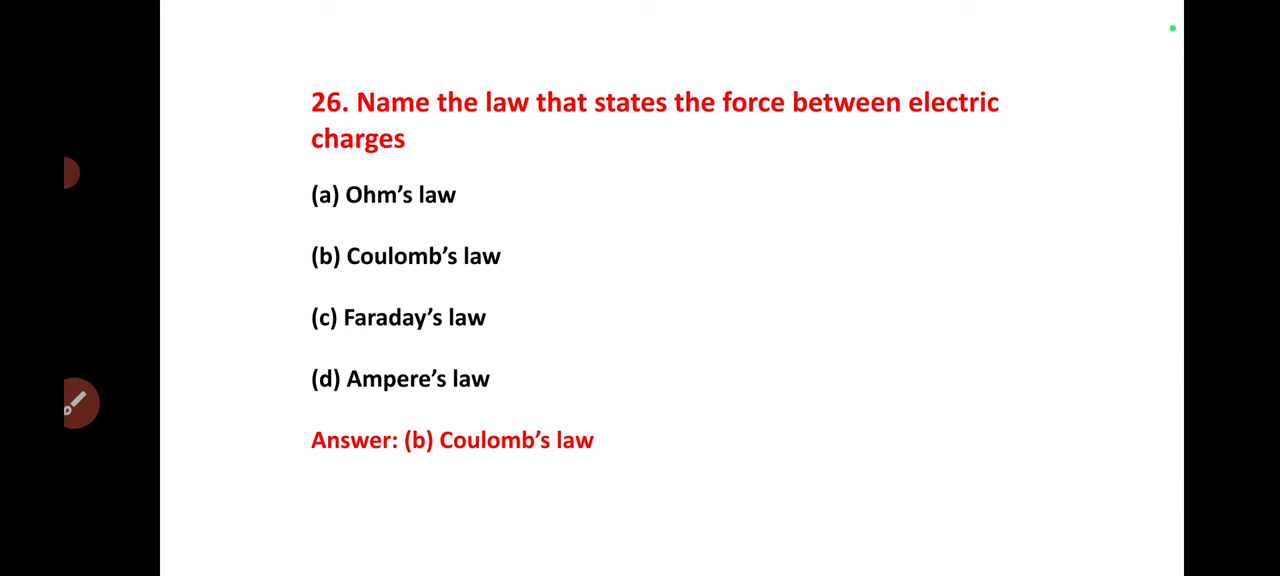 26. Name the law that states the force between electric
charges
(a) Ohm’s law
(b) Coulomb’s law
(c) Faraday’s law
(d) Ampere’s law
Answer: (b) Coulomb’s law